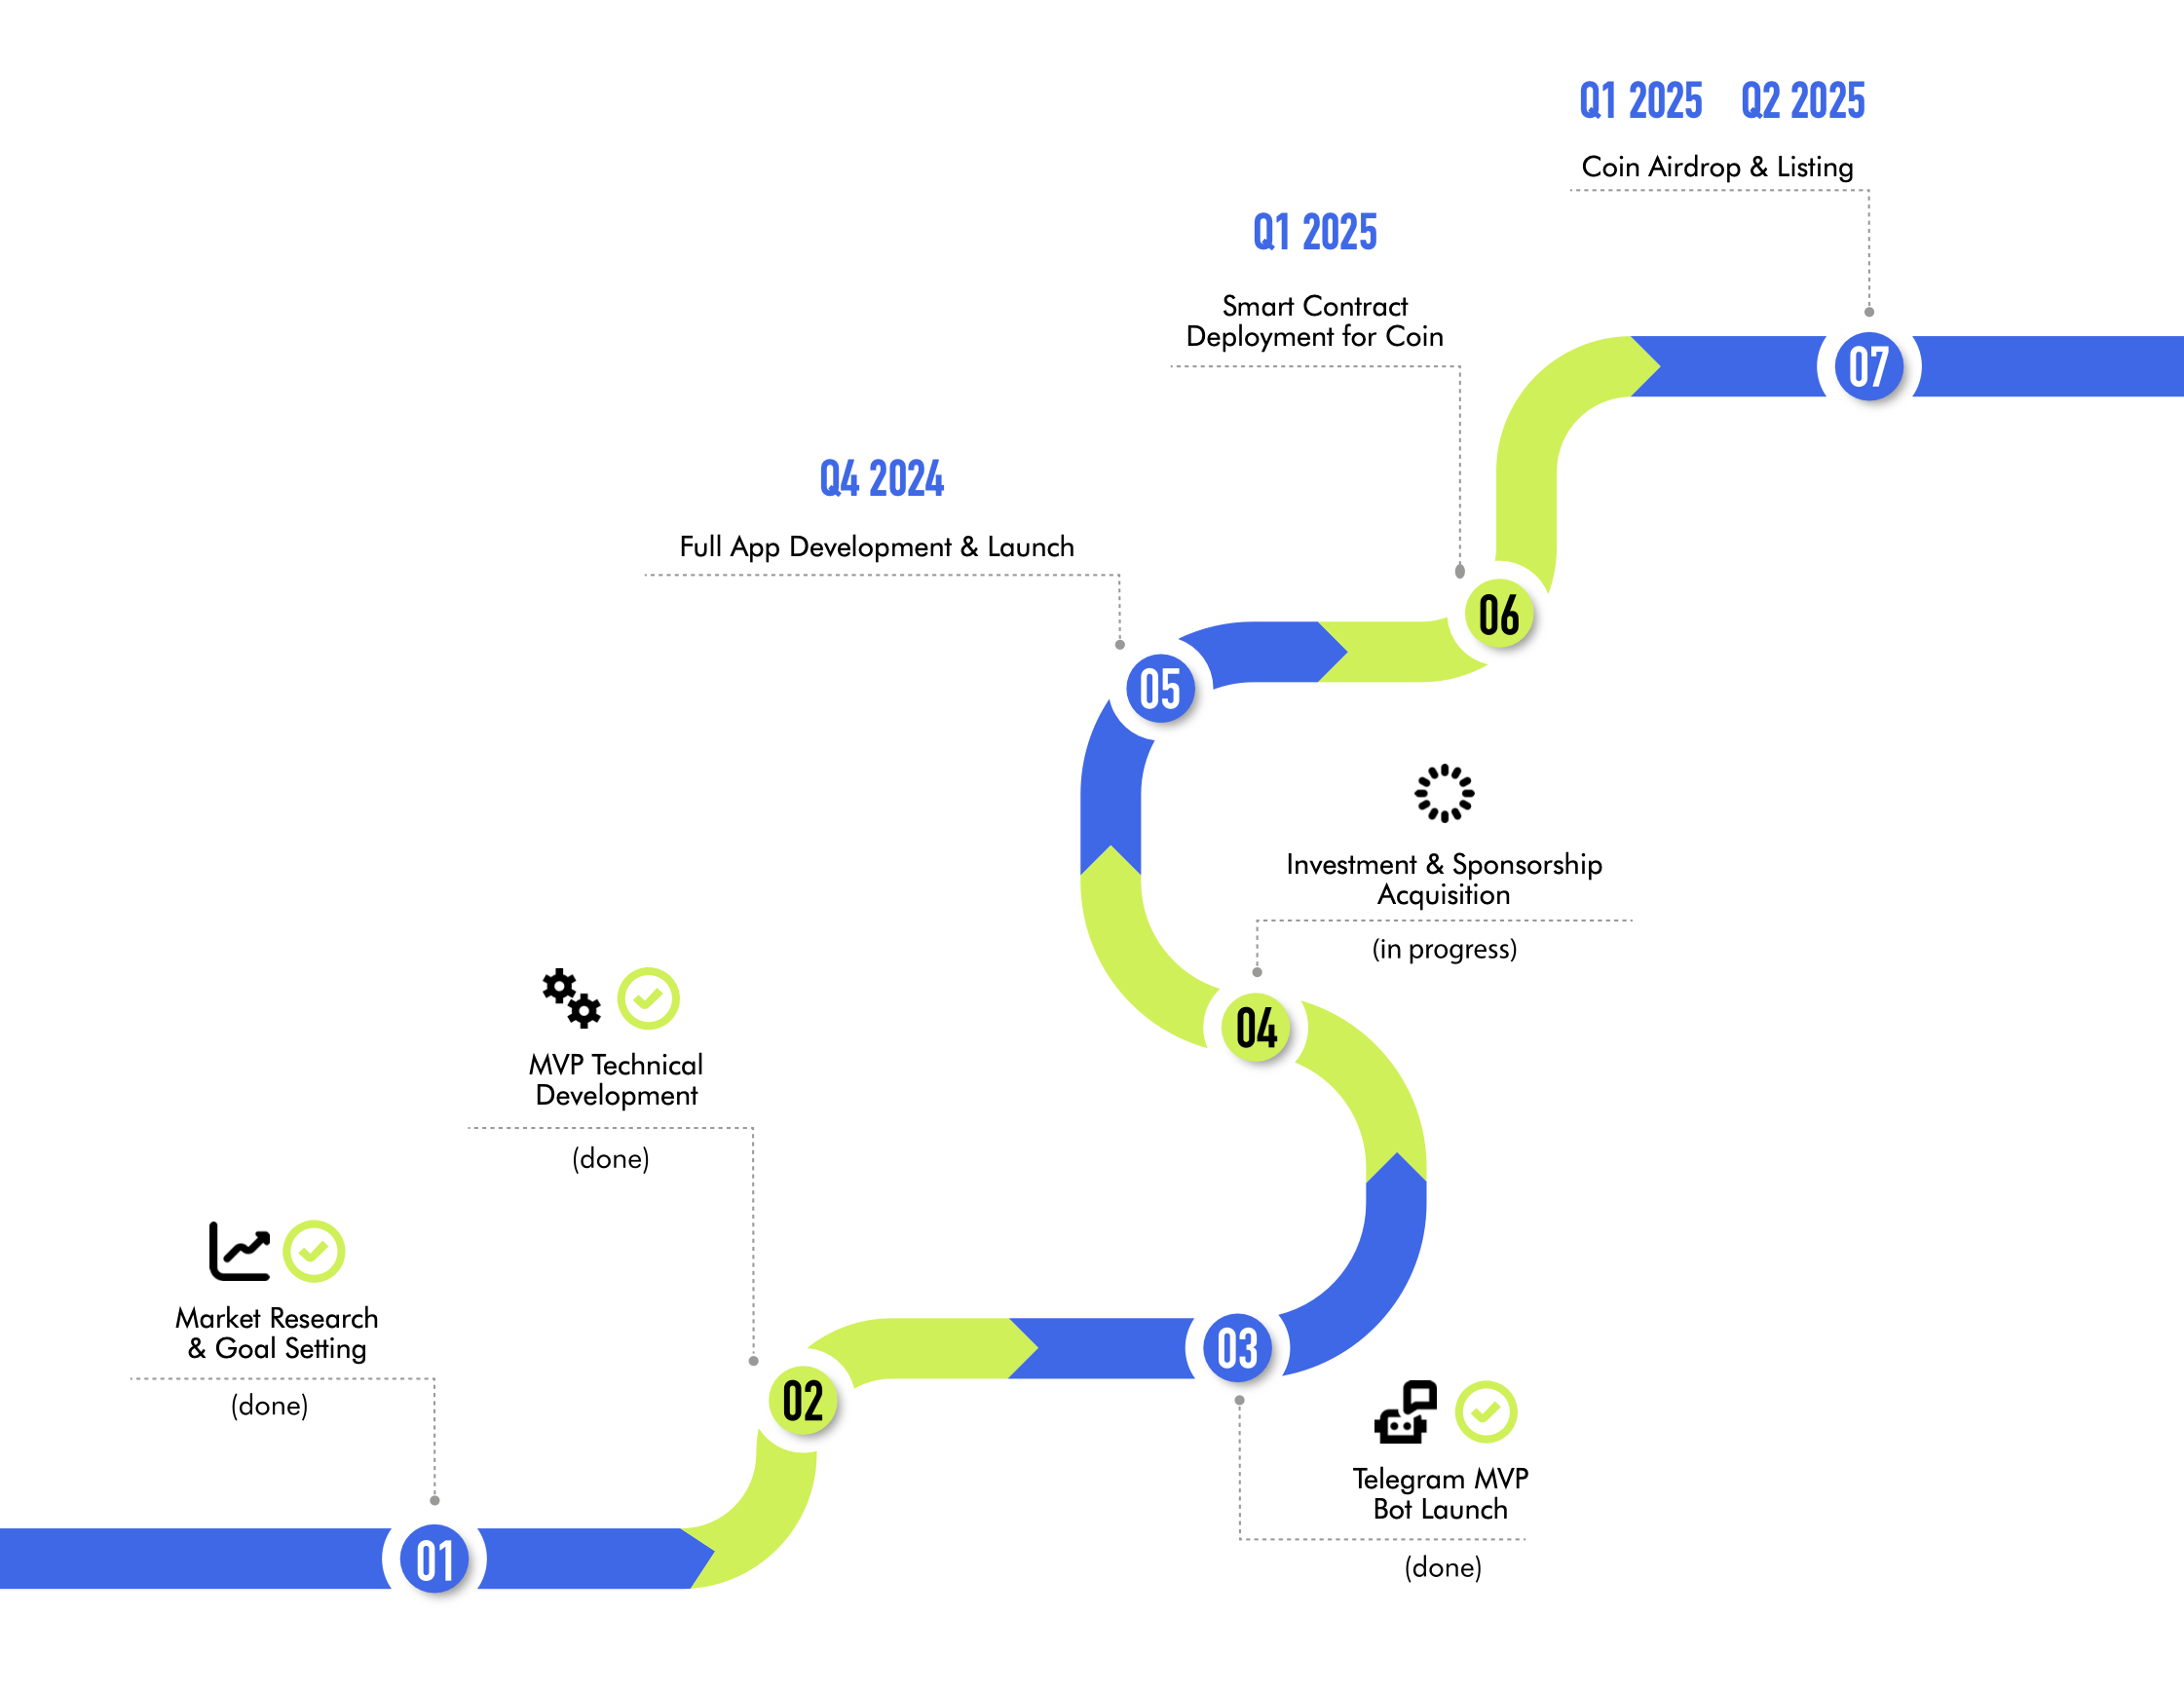 Q1 2025 Q2 2025
Coin Airdrop & Listing
07
Q1 2025
Smart Contract
Deployment for Coin
06
Q4 2024
Full App Development & Launch
05
Investment & Sponsorship
Acquisition
(in progress)
04
MVP Technical
Development
(done)
02
Market Research
& Goal Setting
(done)
01
03
Telegram MVP
Bot Launch
(done)